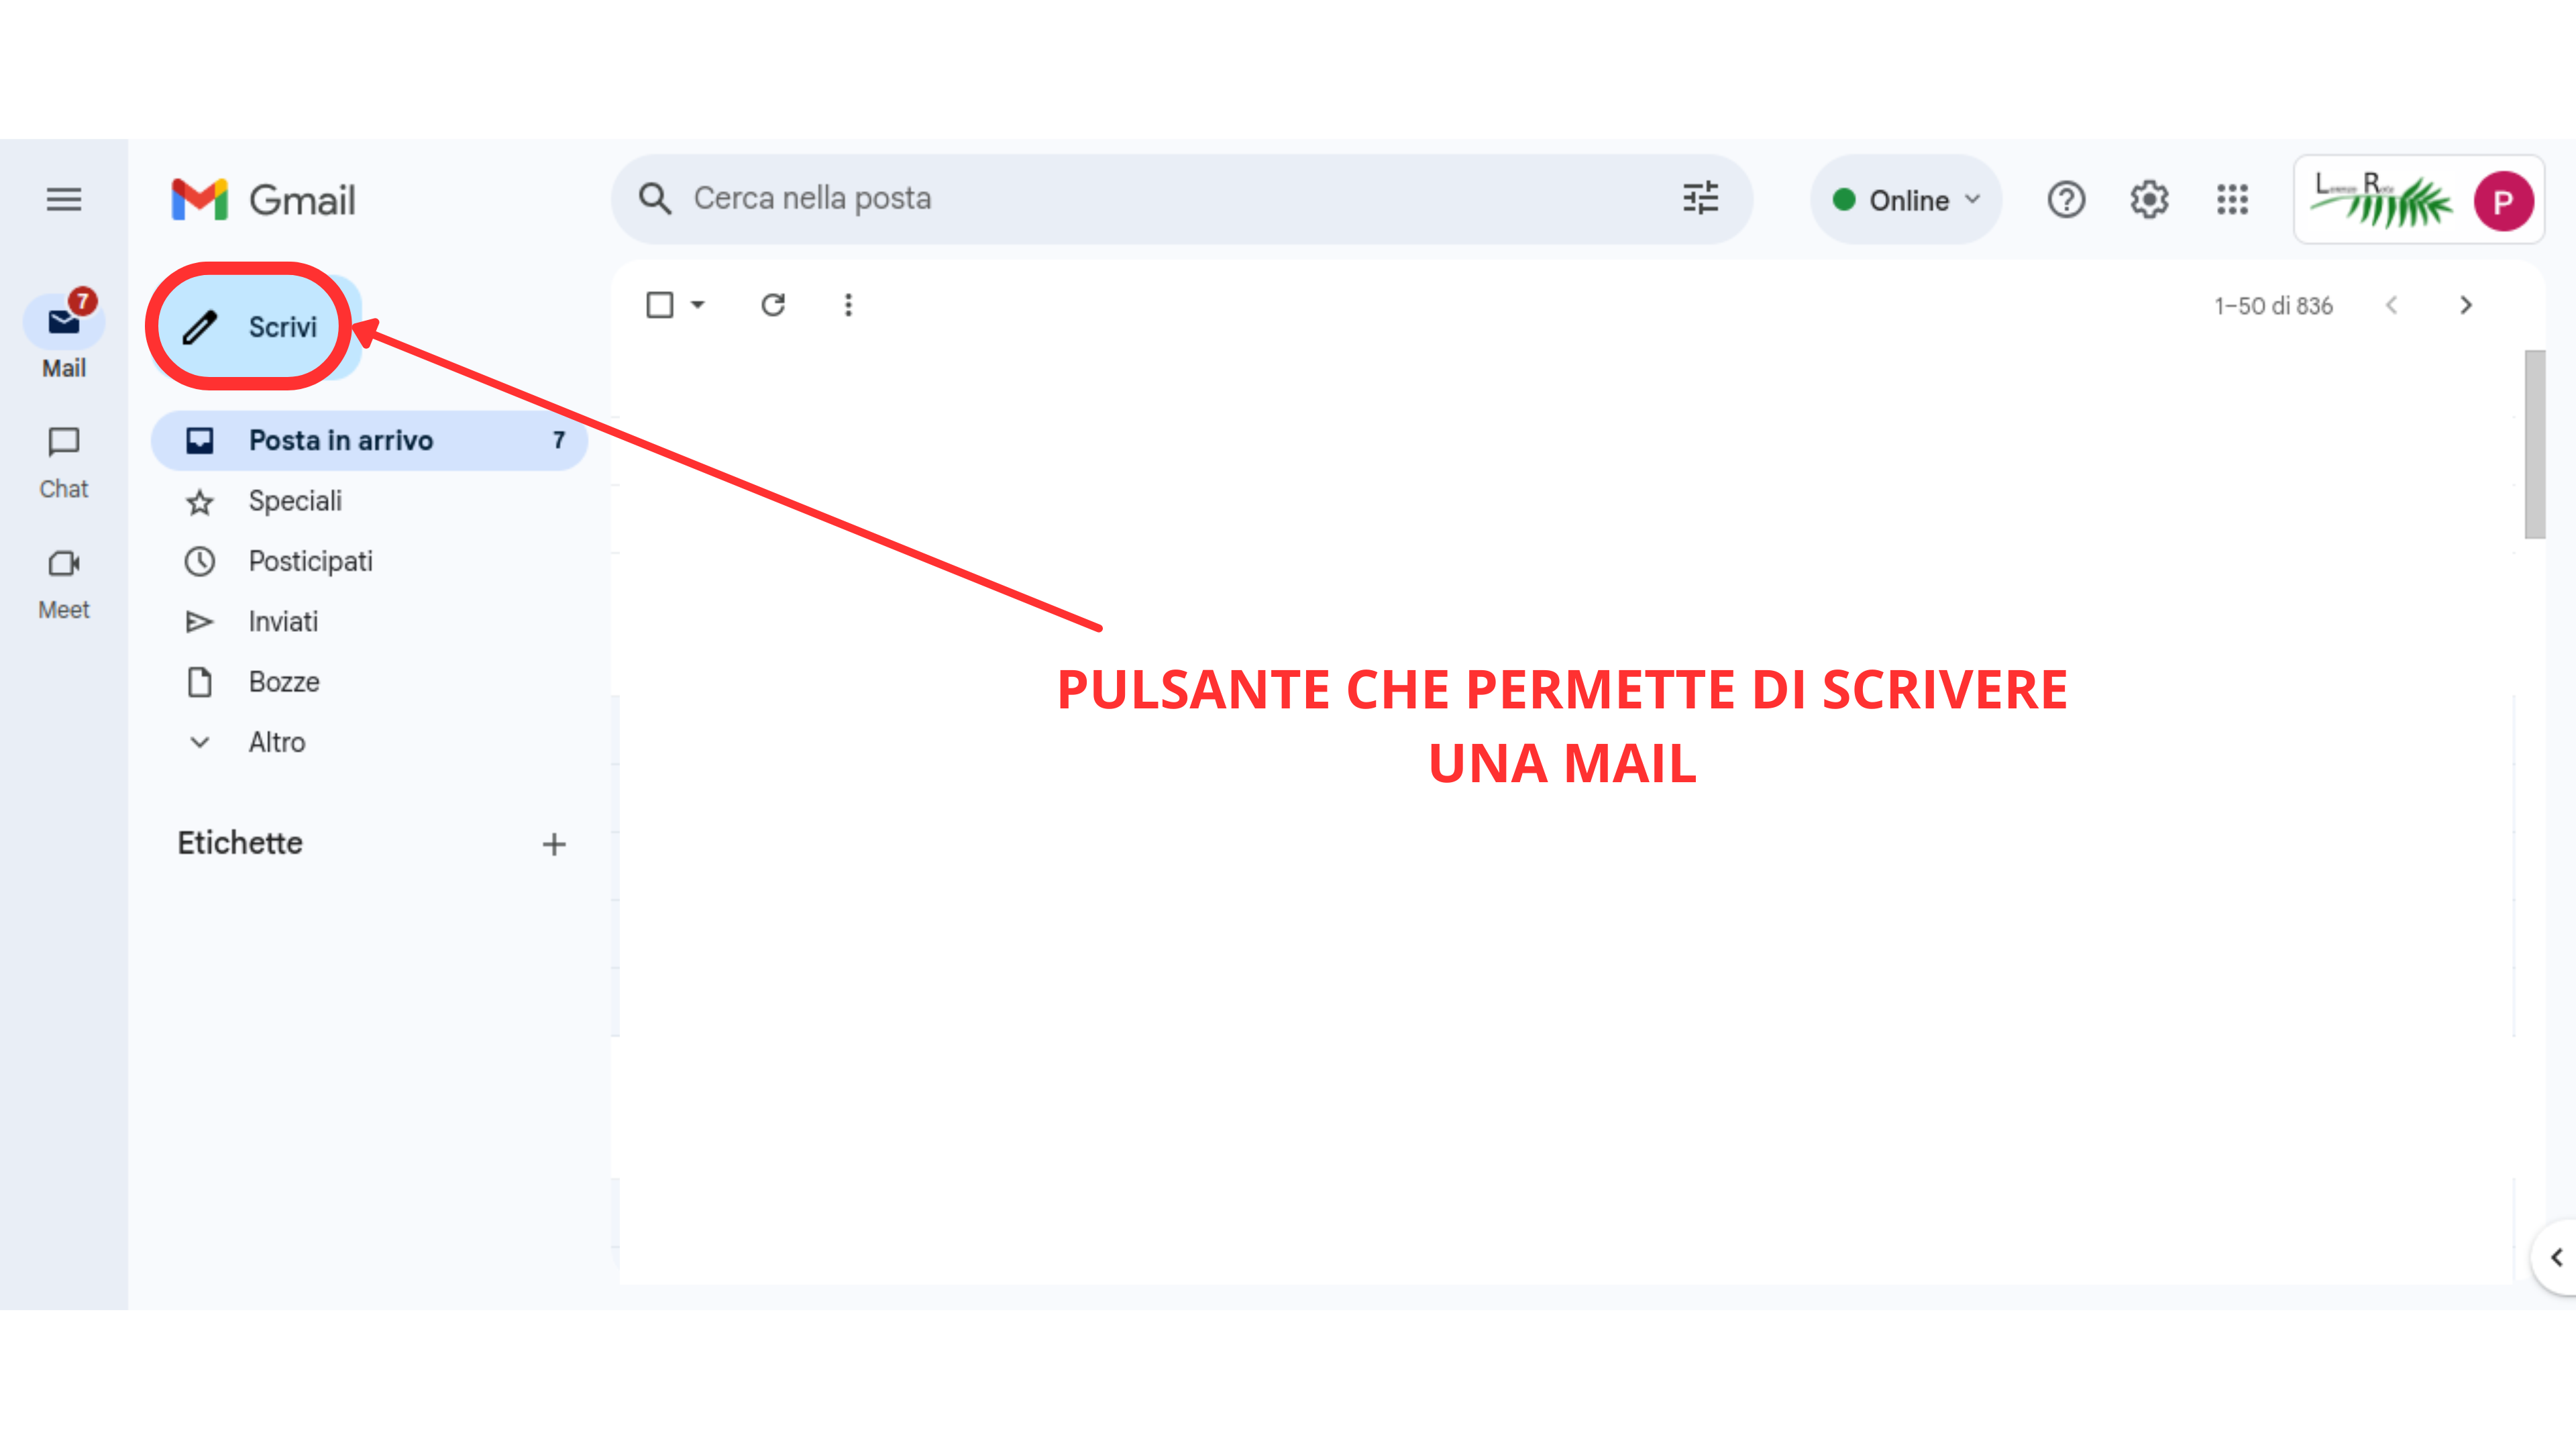 Gmail
Cerca nella posta
Online
P
Scrivi
7
Mail
1–50 di 836
Posta in arrivo 7
Chat
Speciali
Posticipati
Meet
Inviati
Bozze
Altro
PULSANTE CHE PERMETTE DI SCRIVERE
UNA MAIL
Etichette